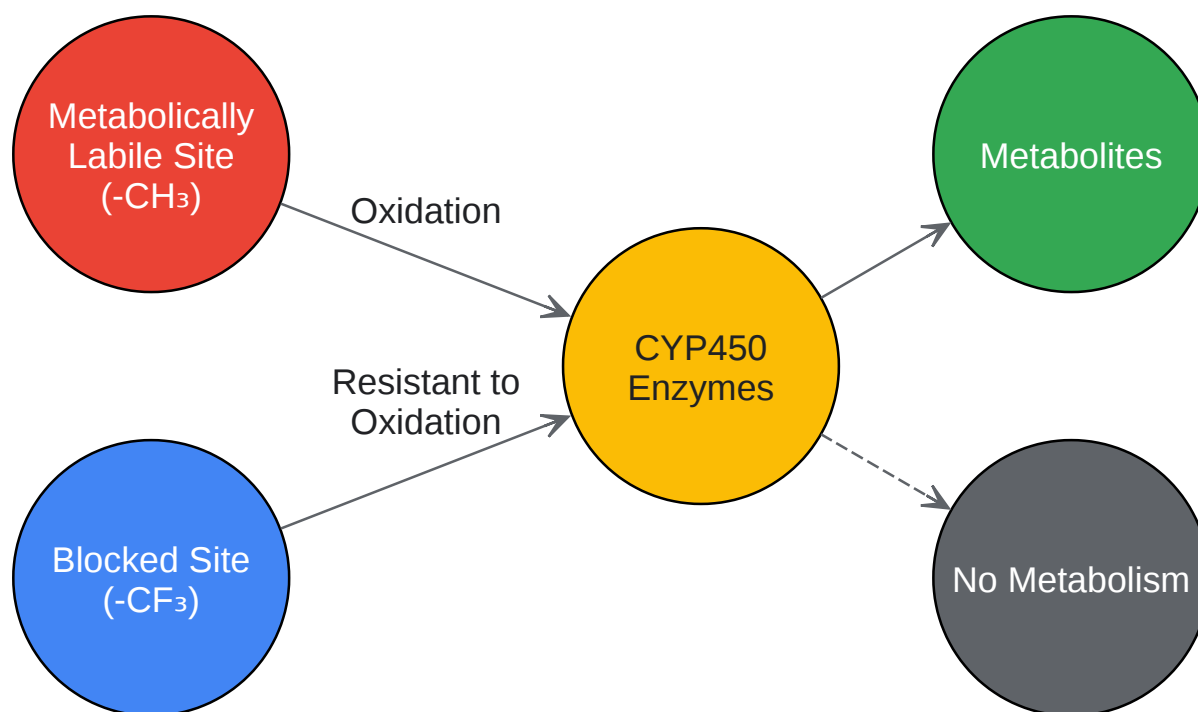 Metabolically
Labile Site
(-CH₃)
Oxidation
Metabolites
CYP450
Enzymes
Resistant to
Oxidation
Blocked Site
(-CF₃)
No Metabolism